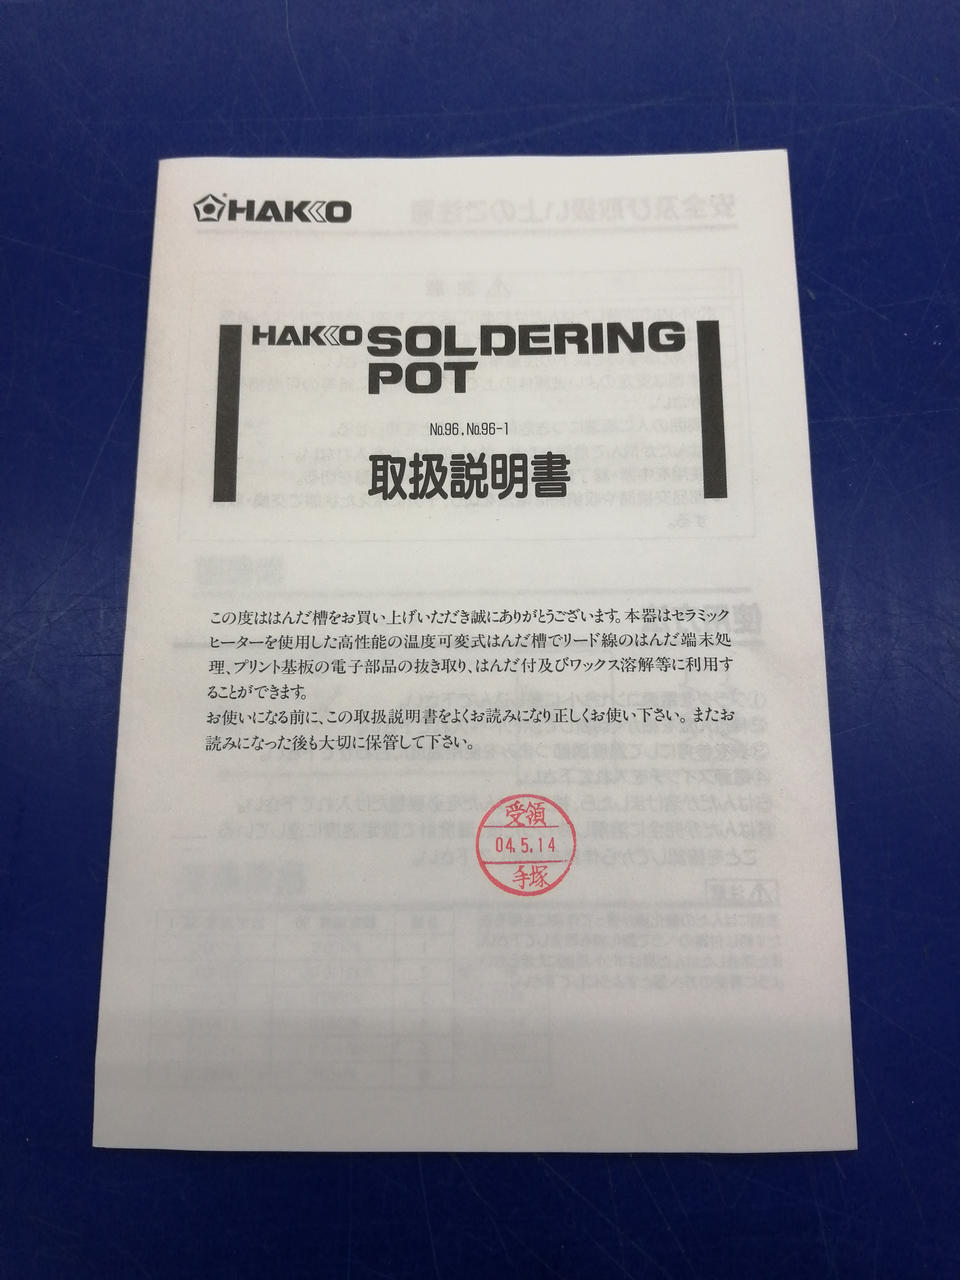 HAKKO
HAKKO SOLDERING
POT
No.96, No.96-1
取扱説明書
この度ははんだ槽をお買い上げいただき誠にありがとうございます。本器はセラミック
ヒーターを使用した高性能の温度可変式はんだ槽でリード線のはんだ端末処
理、プリント基板の電子部品の抜き取り、はんだ付及びワックス溶解等に利用す
ることができます。
お使いになる前に、この取扱説明書をよくお読みになり正しくお使い下さい。またお
読みになった後も大切に保管して下さい。
受領
04.5.14
手塚